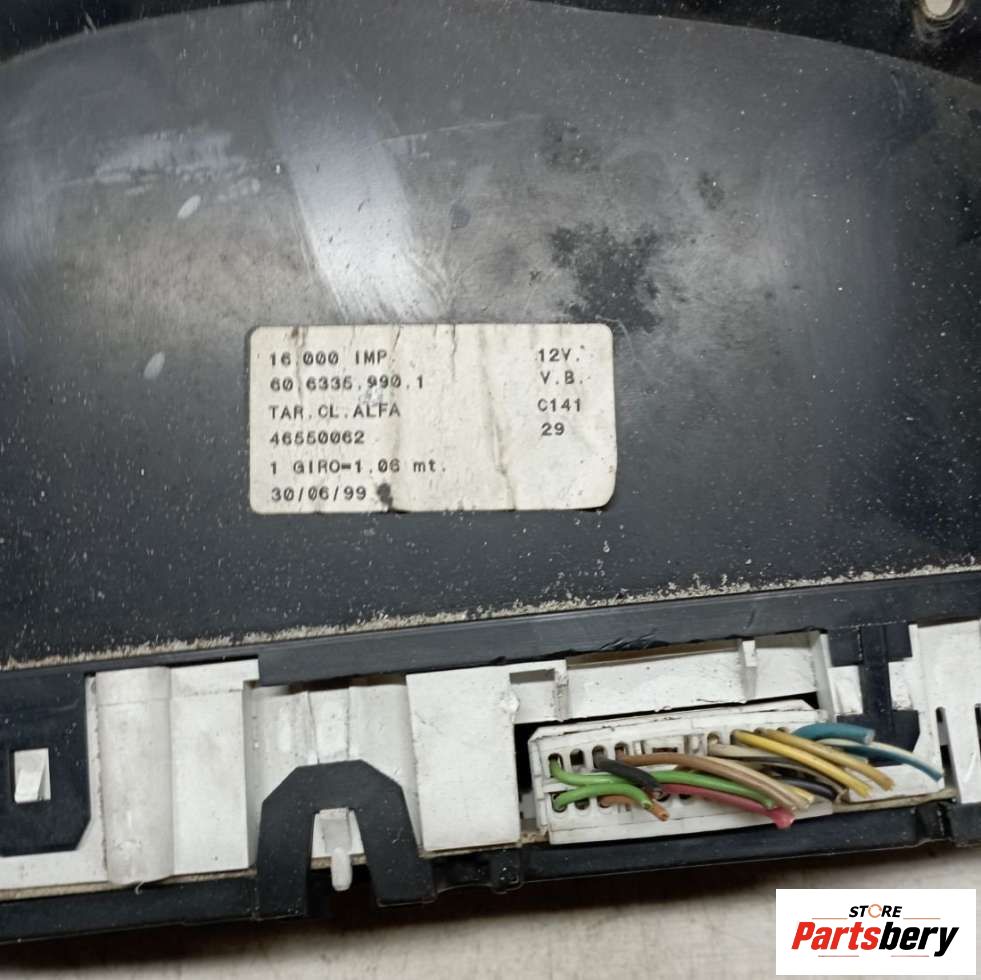 16.000 IMP.
60.6335.990.1
TAR.CL.ALFA
46550062
1 GIRO=1.06 mt.
30/06/99
12V.
V.B.
C141
29
STORE
Partsbery